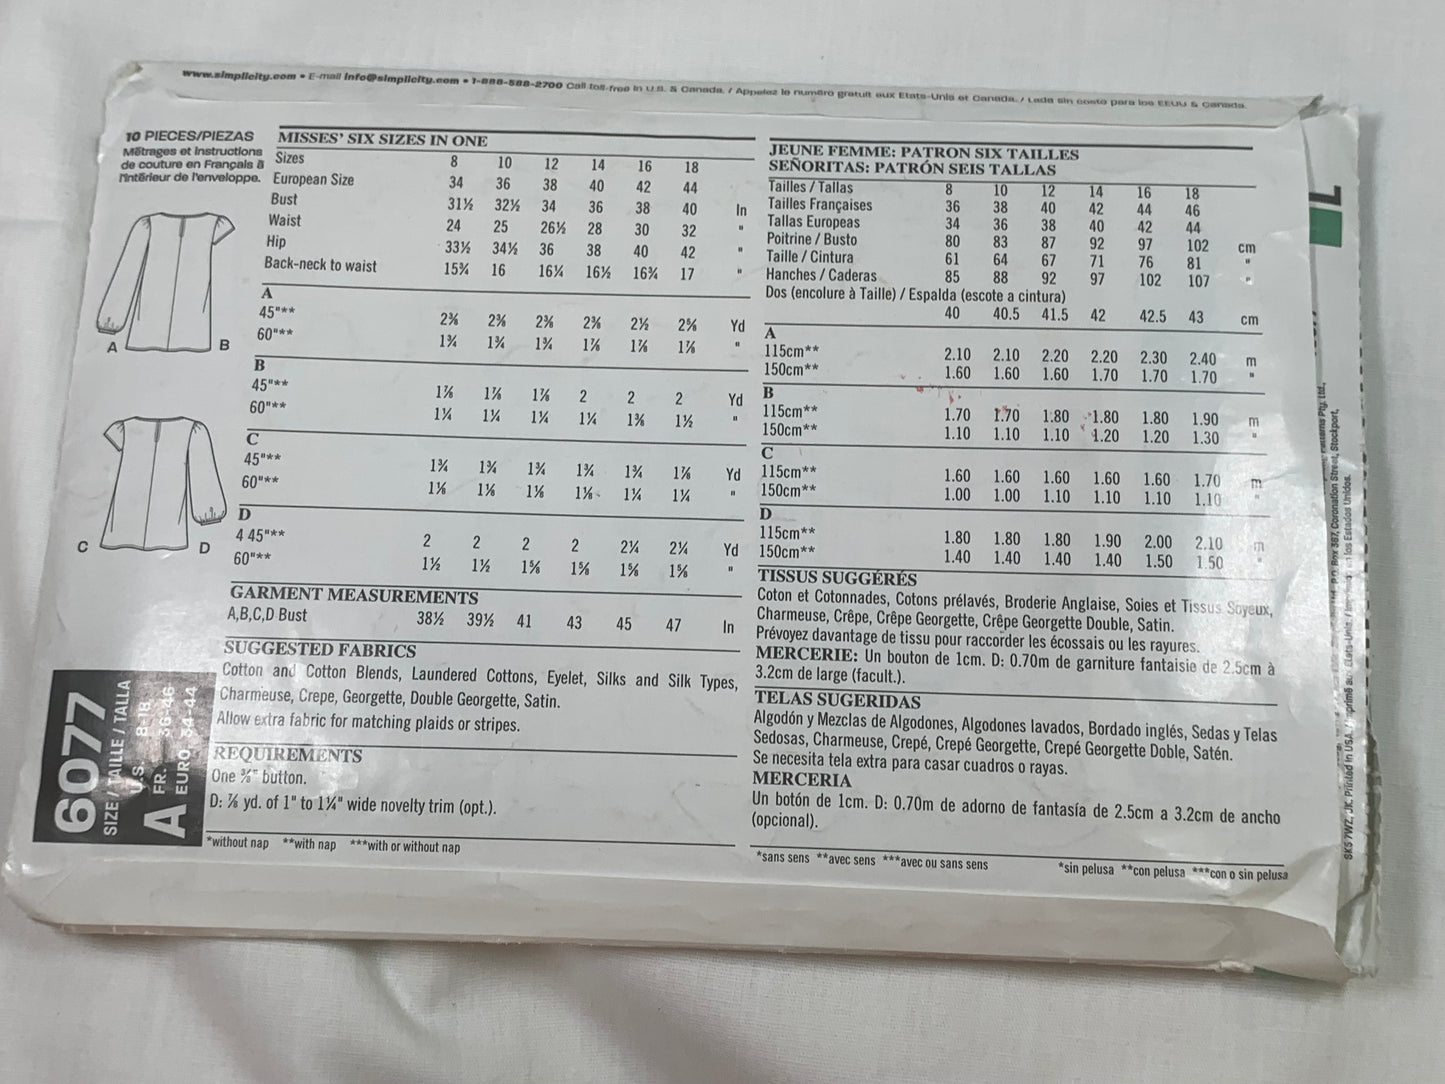 www.simplicity.com • E-mail info@simplicity.com • 1-888-588-2700 Call toll-free in U.S. & Canada. / Appelez le numéro gratuit aux Etats-Unis et Canada. / Lada sin costo para los EEUU & Canada.
10 PIECES/PIEZAS
Métrages et Instructions
de couture en Français à
l'intérieur de l'enveloppe.
A
B
C
D
6077
SIZE / TAILLE / TALLA
A
U.S. 8-18
FR. 36-46
EURO 34-44
MISSES' SIX SIZES IN ONE
Sizes 8 10 12 14 16 18
European Size 34 36 38 40 42 44
Bust 31½ 32½ 34 36 38 40 In
Waist 24 25 26½ 28 30 32 "
Hip 33½ 34½ 36 38 40 42 "
Back-neck to waist 15¾ 16 16¼ 16½ 16¾ 17 "
A
45"** 2⅜ 2⅜ 2⅜ 2⅜ 2½ 2⅝ Yd
60"** 1¾ 1¾ 1¾ 1⅞ 1⅞ 1⅞ "
B
45"** 1⅞ 1⅞ 1⅞ 2 2 2 Yd
60"** 1¼ 1¼ 1¼ 1¼ 1⅜ 1½ "
C
45"** 1¾ 1¾ 1¾ 1¾ 1¾ 1⅞ Yd
60"** 1⅛ 1⅛ 1⅛ 1⅛ 1¼ 1¼ "
D
4 45"** 2 2 2 2 2¼ 2¼ Yd
60"** 1½ 1½ 1⅝ 1⅝ 1⅝ 1⅝ "
GARMENT MEASUREMENTS
A,B,C,D Bust 38½ 39½ 41 43 45 47 In
SUGGESTED FABRICS
Cotton and Cotton Blends, Laundered Cottons, Eyelet, Silks and Silk Types,
Charmeuse, Crepe, Georgette, Double Georgette, Satin.
Allow extra fabric for matching plaids or stripes.
REQUIREMENTS
One ⅜" button.
D: ⅞ yd. of 1" to 1¼" wide novelty trim (opt.).
*without nap **with nap ***with or without nap
JEUNE FEMME: PATRON SIX TAILLES
SEÑORITAS: PATRÓN SEIS TALLAS
Tailles / Tallas 8 10 12 14 16 18
Tailles Françaises 36 38 40 42 44 46
Tallas Europeas 34 36 38 40 42 44
Poitrine / Busto 80 83 87 92 97 102 cm
Taille / Cintura 61 64 67 71 76 81 "
Hanches / Caderas 85 88 92 97 102 107 "
Dos (encolure à Taille) / Espalda (escote a cintura)
40 40.5 41.5 42 42.5 43 cm
A
115cm** 2.10 2.10 2.20 2.20 2.30 2.40 m
150cm** 1.60 1.60 1.60 1.70 1.70 1.70 "
B
115cm** 1.70 1.70 1.80 1.80 1.80 1.90 m
150cm** 1.10 1.10 1.10 1.20 1.20 1.30 "
C
115cm** 1.60 1.60 1.60 1.60 1.60 1.70 m
150cm** 1.00 1.00 1.10 1.10 1.10 1.10 "
D
115cm** 1.80 1.80 1.80 1.90 2.00 2.10 m
150cm** 1.40 1.40 1.40 1.40 1.50 1.50 "
TISSUS SUGGÉRÉS
Coton et Cotonnades, Cotons prélavés, Broderie Anglaise, Soies et Tissus Soyeux,
Charmeuse, Crêpe, Crêpe Georgette, Crêpe Georgette Double, Satin.
Prévoyez davantage de tissu pour raccorder les écossais ou les rayures.
MERCERIE: Un bouton de 1cm. D: 0.70m de garniture fantaisie de 2.5cm à
3.2cm de large (facult.).
TELAS SUGERIDAS
Algodón y Mezclas de Algodones, Algodones lavados, Bordado inglés, Sedas y Telas
Sedosas, Charmeuse, Crepé, Crepé Georgette, Crepé Georgette Doble, Satén.
Se necesita tela extra para casar cuadros o rayas.
MERCERIA
Un botón de 1cm. D: 0.70m de adorno de fantasía de 2.5cm a 3.2cm de ancho
(opcional).
*sans sens **avec sens ***avec ou sans sens
*sin pelusa **con pelusa ***con o sin pelusa
Pty. Ltd.,
P.O. Box 367, Coronation Street, Stockport,
SK5 7WZ, UK. Printed in USA. en los Estados Unidos.